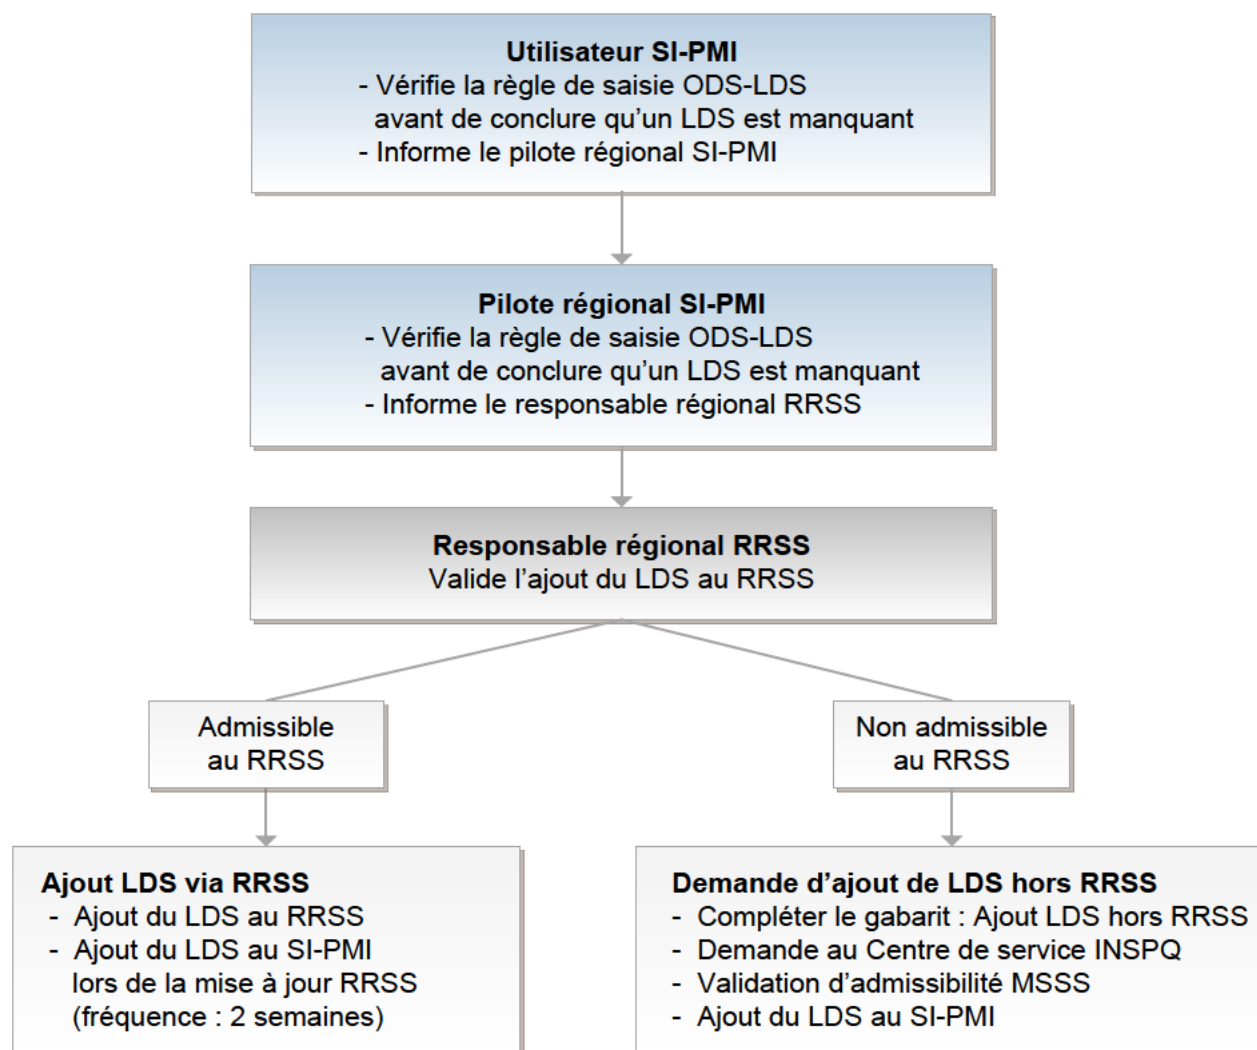 Utilisateur SI-PMI
- Vérifie la règle de saisie ODS-LDS
avant de conclure qu’un LDS est manquant
- Informe le pilote régional SI-PMI
Pilote régional SI-PMI
- Vérifie la règle de saisie ODS-LDS
avant de conclure qu’un LDS est manquant
- Informe le responsable régional RRSS
Responsable régional RRSS
Valide l’ajout du LDS au RRSS
Admissible
au RRSS
Non admissible
au RRSS
Ajout LDS via RRSS
- Ajout du LDS au RRSS
- Ajout du LDS au SI-PMI
lors de la mise à jour RRSS
(fréquence : 2 semaines)
Demande d’ajout de LDS hors RRSS
- Compléter le gabarit : Ajout LDS hors RRSS
- Demande au Centre de service INSPQ
- Validation d’admissibilité MSSS
- Ajout du LDS au SI-PMI